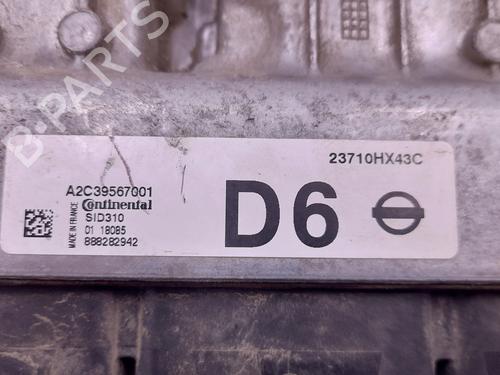 B-PARTS
23710HX43C
A2C39567001
Continental
SID310
01 18085
888282942
MADE IN FRANCE
D6